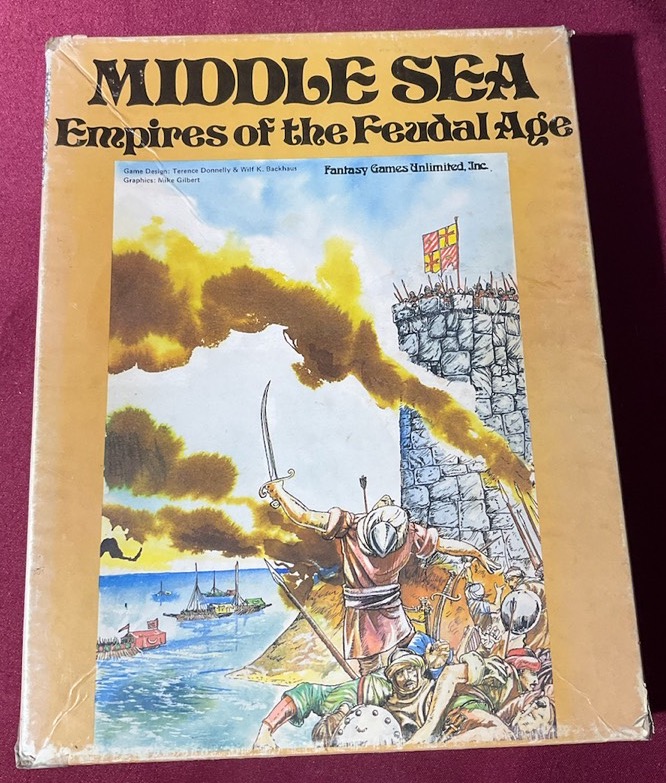 MIDDLE SEA
Empires of the Feudal Age
Game Design: Terence Donnelly & Wilf K. Backhaus
Graphics: Mike Gilbert
Fantasy Games Unlimited, Inc.